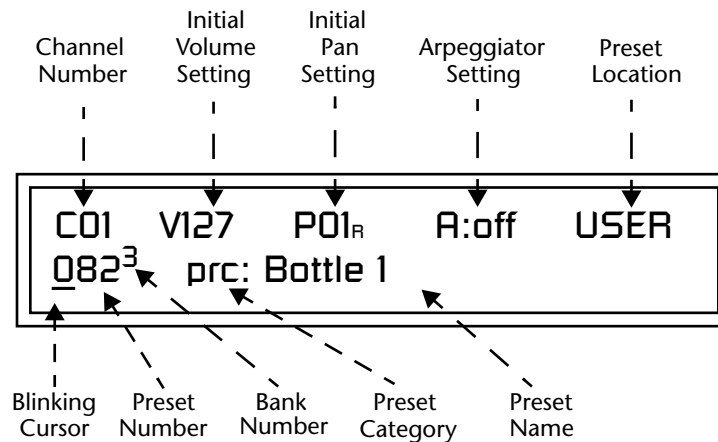 Channel Number
Initial Volume Setting
Initial Pan Setting
Arpeggiator Setting
Preset Location
C01 V127 P01R A:off USER
082³ prc: Bottle 1
Blinking Cursor
Preset Number
Bank Number
Preset Category
Preset Name